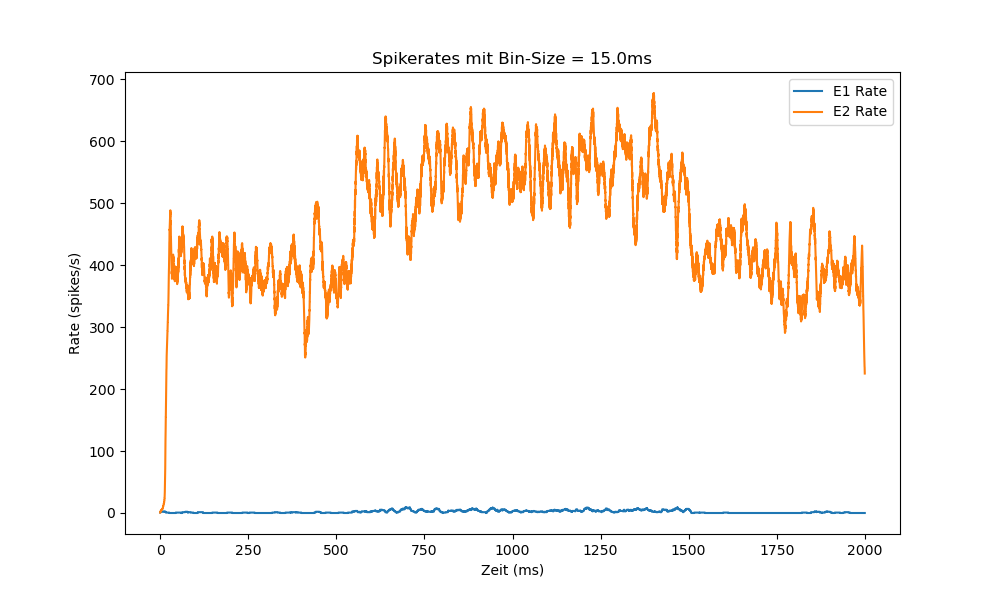 Spikerates mit Bin-Size = 15.0ms
E1 Rate
E2 Rate
Rate (spikes/s)
700
600
500
400
300
200
100
0
0 250 500 750 1000 1250 1500 1750 2000
Zeit (ms)